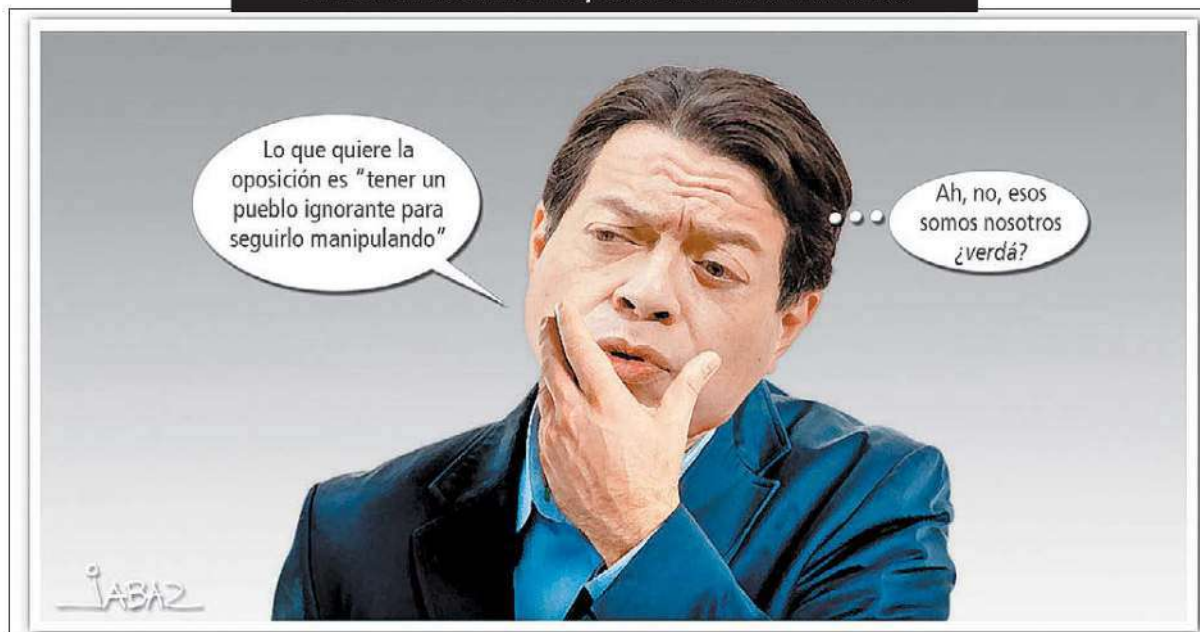 Lo que quiere la
oposición es “tener un
pueblo ignorante para
seguirlo manipulando”
Ah, no, esos
somos nosotros
¿verdá?
JABAZ